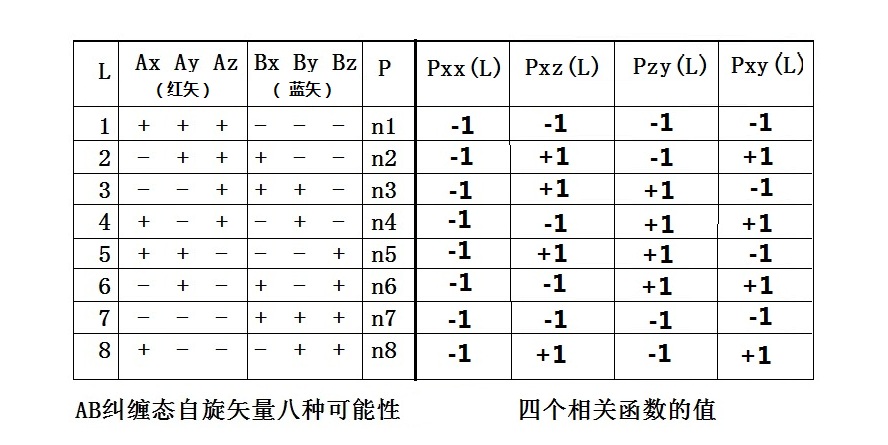 L Ax Ay Az Bx By Bz P Pxx(L) Pxz(L) Pzy(L) Pxy(L)
(红矢) (蓝矢)
1 + + + - - - n1 -1 -1 -1 -1
2 - + + + - - n2 -1 +1 -1 +1
3 - - + + + - n3 -1 +1 +1 -1
4 + - + - + - n4 -1 -1 +1 +1
5 + + - - - + n5 -1 +1 +1 -1
6 - + - + - + n6 -1 -1 +1 +1
7 - - - + + + n7 -1 -1 -1 -1
8 + - - - + + n8 -1 +1 -1 +1
AB纠缠态自旋矢量八种可能性 四个相关函数的值